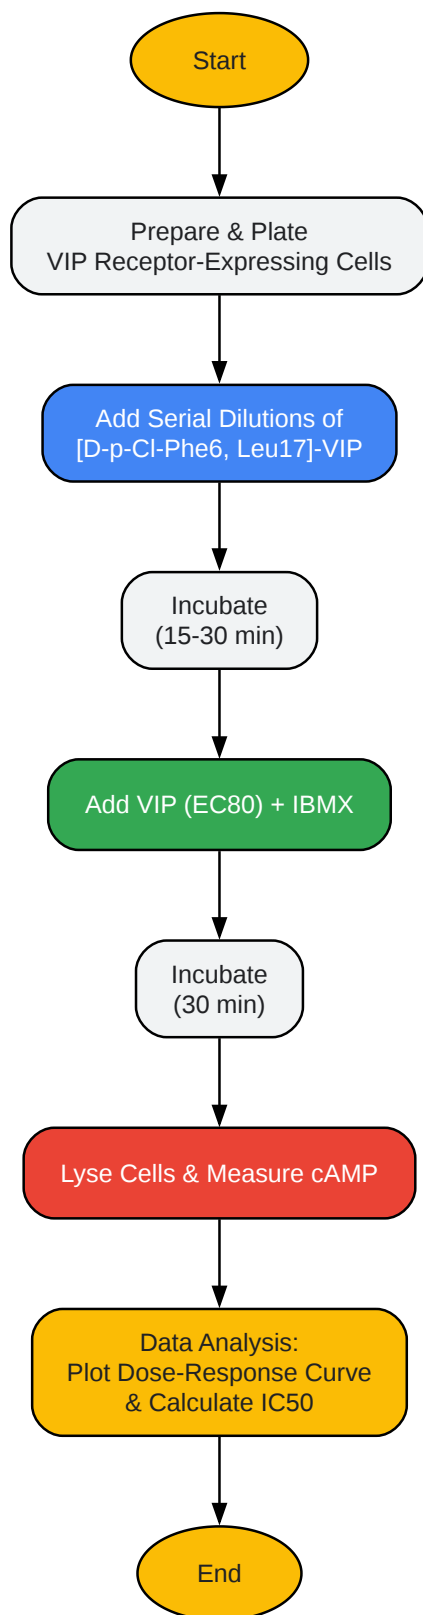 Start
Prepare & Plate
VIP Receptor-Expressing Cells
Add Serial Dilutions of
[D-p-Cl-Phe6, Leu17]-VIP
Incubate
(15-30 min)
Add VIP (EC80) + IBMX
Incubate
(30 min)
Lyse Cells & Measure cAMP
Data Analysis:
Plot Dose-Response Curve
& Calculate IC50
End